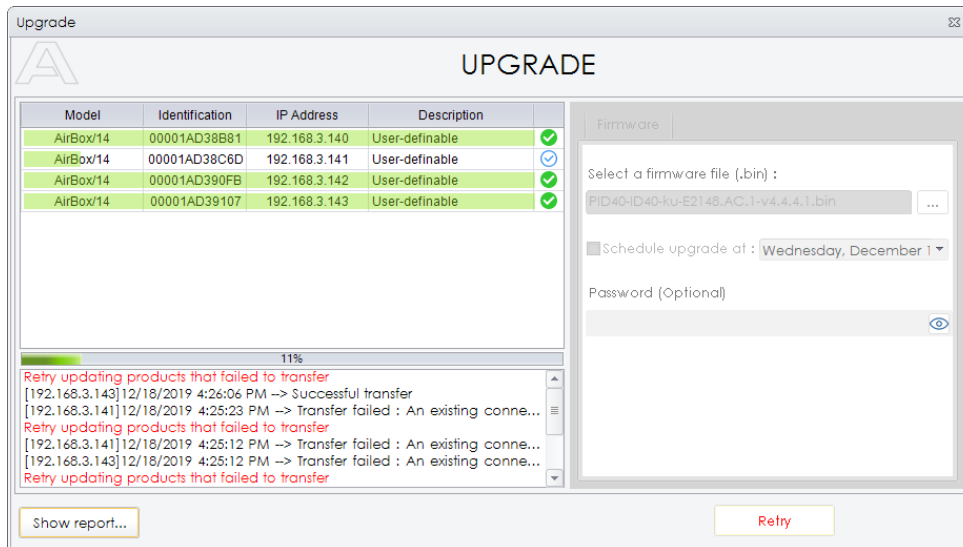 Upgrade
UPGRADE
Model Identification IP Address Description
AirBox/14 00001AD38B81 192.168.3.140 User-definable
AirBox/14 00001AD38C6D 192.168.3.141 User-definable
AirBox/14 00001AD390FB 192.168.3.142 User-definable
AirBox/14 00001AD39107 192.168.3.143 User-definable
11%
Retry updating products that failed to transfer
[192.168.3.143]12/18/2019 4:26:06 PM --> Successful transfer
[192.168.3.141]12/18/2019 4:25:23 PM --> Transfer failed : An existing conne...
Retry updating products that failed to transfer
[192.168.3.141]12/18/2019 4:25:12 PM --> Transfer failed : An existing conne...
[192.168.3.143]12/18/2019 4:25:12 PM --> Transfer failed : An existing conne...
Retry updating products that failed to transfer
Show report...
Firmware
Select a firmware file (.bin) :
PID40-ID40-ku-E2148.AC.1-v4.4.4.1.bin
...
Schedule upgrade at : Wednesday, December 1
Password (Optional)
Retry